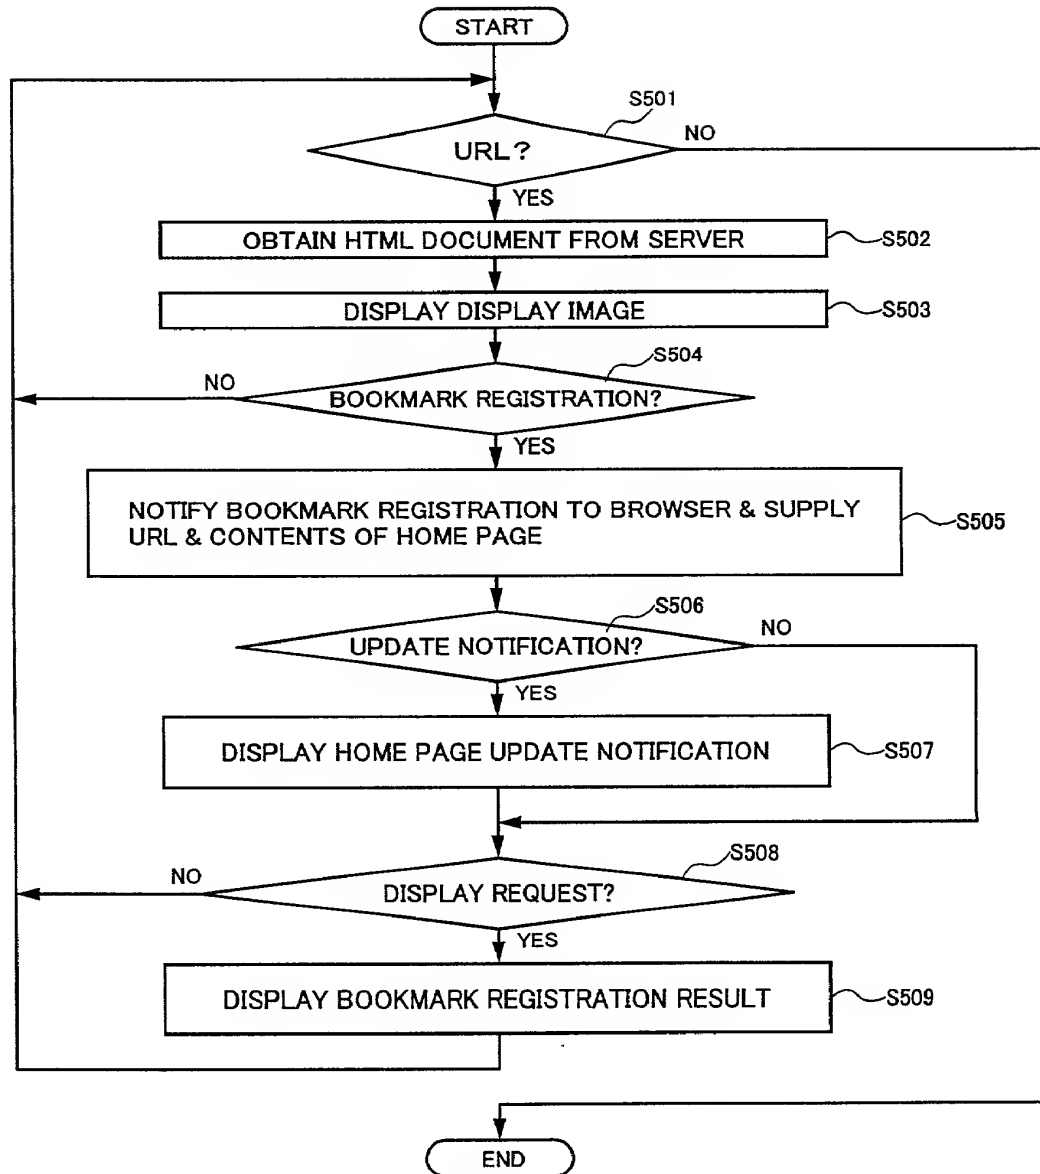 START
S501
URL?
NO
YES
OBTAIN HTML DOCUMENT FROM SERVER
S502
DISPLAY DISPLAY IMAGE
S503
S504
NO
BOOKMARK REGISTRATION?
YES
NOTIFY BOOKMARK REGISTRATION TO BROWSER & SUPPLY
URL & CONTENTS OF HOME PAGE
S505
S506
UPDATE NOTIFICATION?
NO
YES
DISPLAY HOME PAGE UPDATE NOTIFICATION
S507
S508
NO
DISPLAY REQUEST?
YES
DISPLAY BOOKMARK REGISTRATION RESULT
S509
END